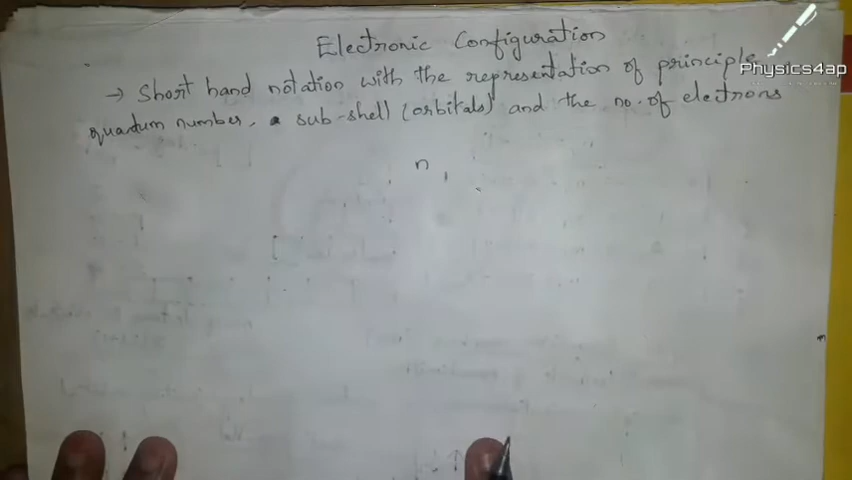 Electronic Configuration
Physics4ap
→ Short hand notation with the representation of principle
quantum number, sub-shell (orbitals) and the no. of electrons
n